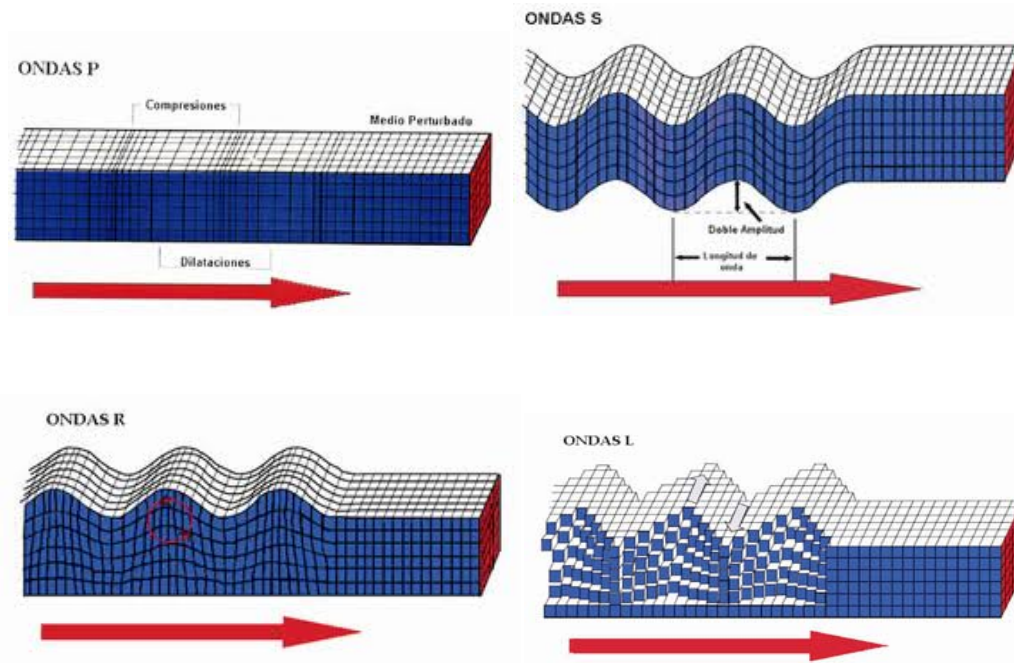 ONDAS P
Compresiones
Medio Perturbado
Dilataciones
ONDAS S
Doble Amplitud
Longitud de
onda
ONDAS R
ONDAS L